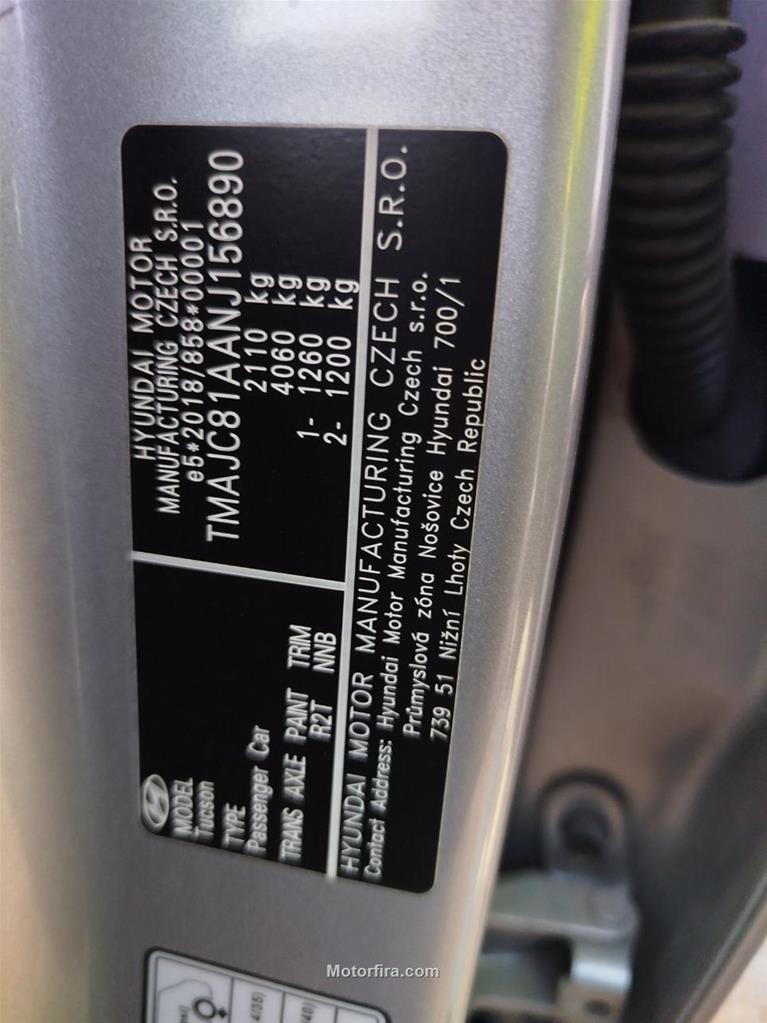 MODEL
Tucson
TYPE
Passenger Car
TRANS AXLE PANT TRIM
R2T NNB
HYUNDAI MOTOR
MANUFACTURING CZECH S.R.O.
e5*2018/858*00001
TMAJC81AANJ156890
2110 kg
4060 kg
1- 1260 kg
2- 1200 kg
HYUNDAI MOTOR MANUFACTURING CZECH S.R.O.
Contact Address: Hyundai Motor Manufacturing Czech s.r.o.
Průmyslová zóna Nošovice Hyundai 700/1
739 51 Nižní Lhoty Czech Republic
Motorfira.com